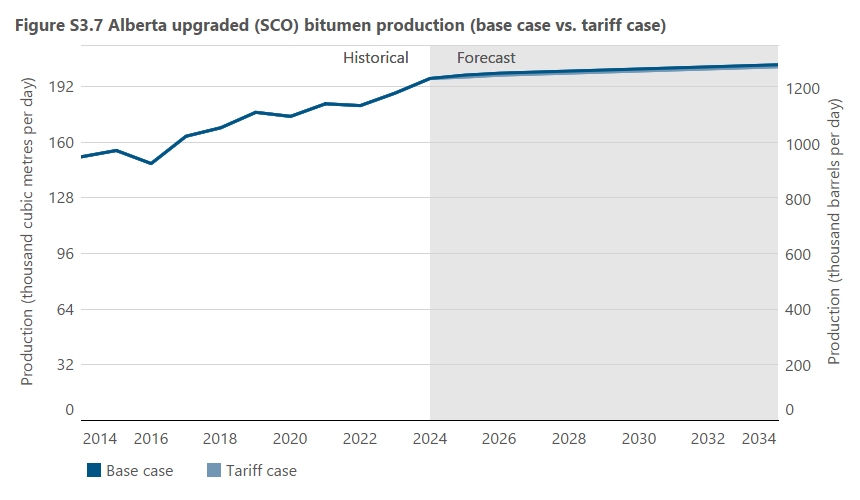 Figure S3.7 Alberta upgraded (SCO) bitumen production (base case vs. tariff case)
Historical Forecast
Production (thousand cubic metres per day)
192
160
128
96
64
32
0
1200
1000
800
600
400
200
0
Production (thousand barrels per day)
2014 2016 2018 2020 2022 2024 2026 2028 2030 2032 2034
Base case Tariff case